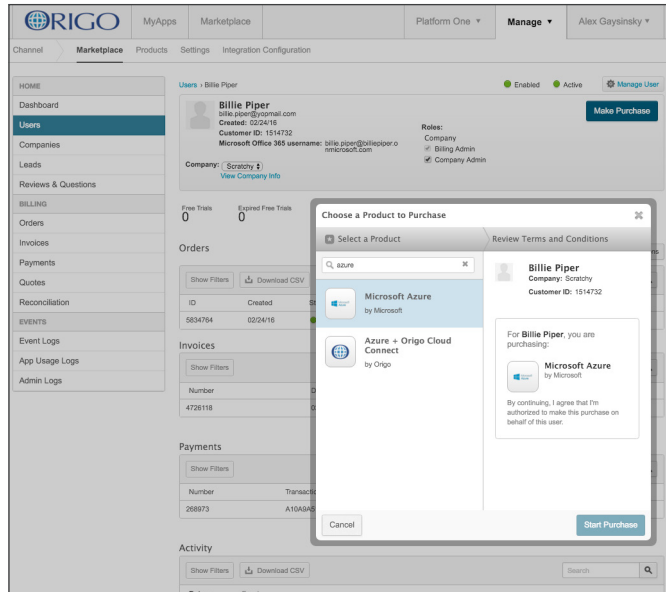 ORIGO
MyApps
Marketplace
Platform One ▼
Manage ▼
Alex Gaysinsky ▼
Channel
Marketplace
Products
Settings
Integration Configuration
HOME
Dashboard
Users
Companies
Leads
Reviews & Questions
BILLING
Orders
Invoices
Payments
Quotes
Reconciliation
EVENTS
Event Logs
App Usage Logs
Admin Logs
Users › Billie Piper
Enabled
Active
Manage User
Billie Piper
billie.piper@yopmail.com
Created: 02/24/16
Customer ID: 1514732
Microsoft Office 365 username: billie.piper@billiepiper.o
nmicrosoft.com
Company: Scratchy
View Company Info
Roles:
Company
Billing Admin
Company Admin
Make Purchase
Free Trials
0
Expired Free Trials
0
Orders
Show Filters
Download CSV
ID
Created
5834764
02/24/16
Invoices
Show Filters
Number
4726118
Payments
Show Filters
Number
268973
A10A9A5
Activity
Show Filters
Download CSV
Search
Choose a Product to Purchase
Select a Product
Review Terms and Conditions
azure
Microsoft Azure
by Microsoft
Azure + Origo Cloud
Connect
by Origo
Billie Piper
Company: Scratchy
Customer ID: 1514732
For Billie Piper, you are
purchasing:
Microsoft Azure
by Microsoft
By continuing, I agree that I'm
authorized to make this purchase on
behalf of this user.
Cancel
Start Purchase